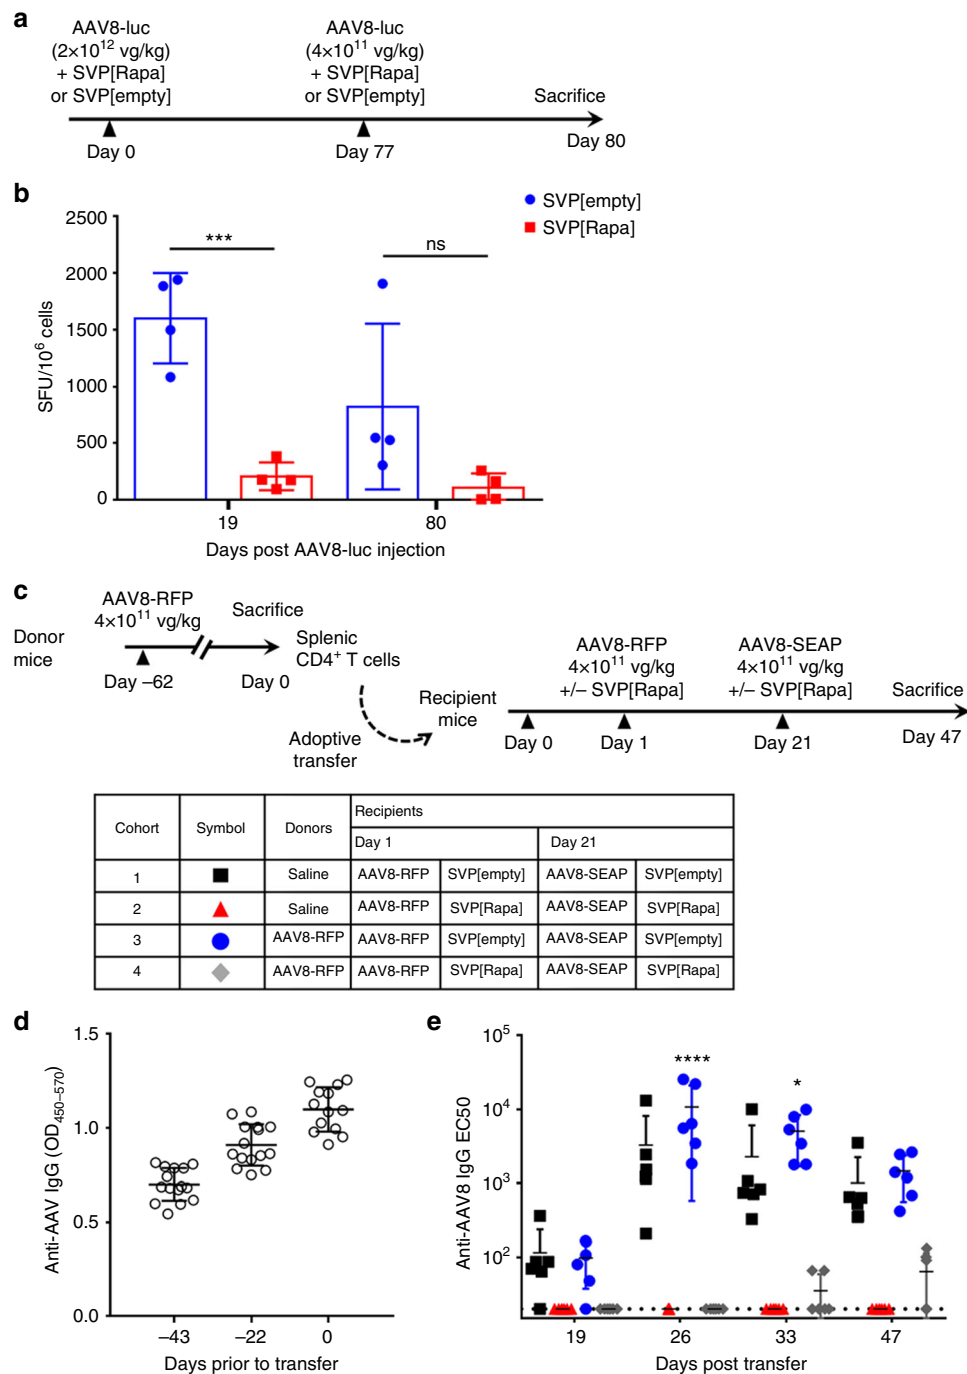 a
AAV8-luc
(2×10¹² vg/kg)
+ SVP[Rapa]
or SVP[empty]
AAV8-luc
(4×10¹¹ vg/kg)
+ SVP[Rapa]
or SVP[empty]
Sacrifice
Day 0
Day 77
Day 80
b
SVP[empty]
SVP[Rapa]
SFU/10⁶ cells
2500
2000
1500
1000
500
0
***
ns
19
80
Days post AAV8-luc injection
c
Donor
mice
AAV8-RFP
4×10¹¹ vg/kg
Sacrifice
Day –62
Day 0
Splenic
CD4⁺ T cells
Adoptive
transfer
Recipient
mice
AAV8-RFP
4×10¹¹ vg/kg
+/– SVP[Rapa]
AAV8-SEAP
4×10¹¹ vg/kg
+/– SVP[Rapa]
Sacrifice
Day 0
Day 1
Day 21
Day 47
Cohort Symbol Donors Recipients
Day 1 Day 21
1 Saline AAV8-RFP SVP[empty] AAV8-SEAP SVP[empty]
2 Saline AAV8-RFP SVP[Rapa] AAV8-SEAP SVP[Rapa]
3 AAV8-RFP AAV8-RFP SVP[empty] AAV8-SEAP SVP[empty]
4 AAV8-RFP AAV8-RFP SVP[Rapa] AAV8-SEAP SVP[Rapa]
d
Anti-AAV IgG (OD₄₅₀₋₅₇₀)
1.5
1.0
0.5
0.0
–43
–22
0
Days prior to transfer
e
Anti-AAV8 IgG EC50
10⁵
10⁴
10³
10²
****
*
19
26
33
47
Days post transfer